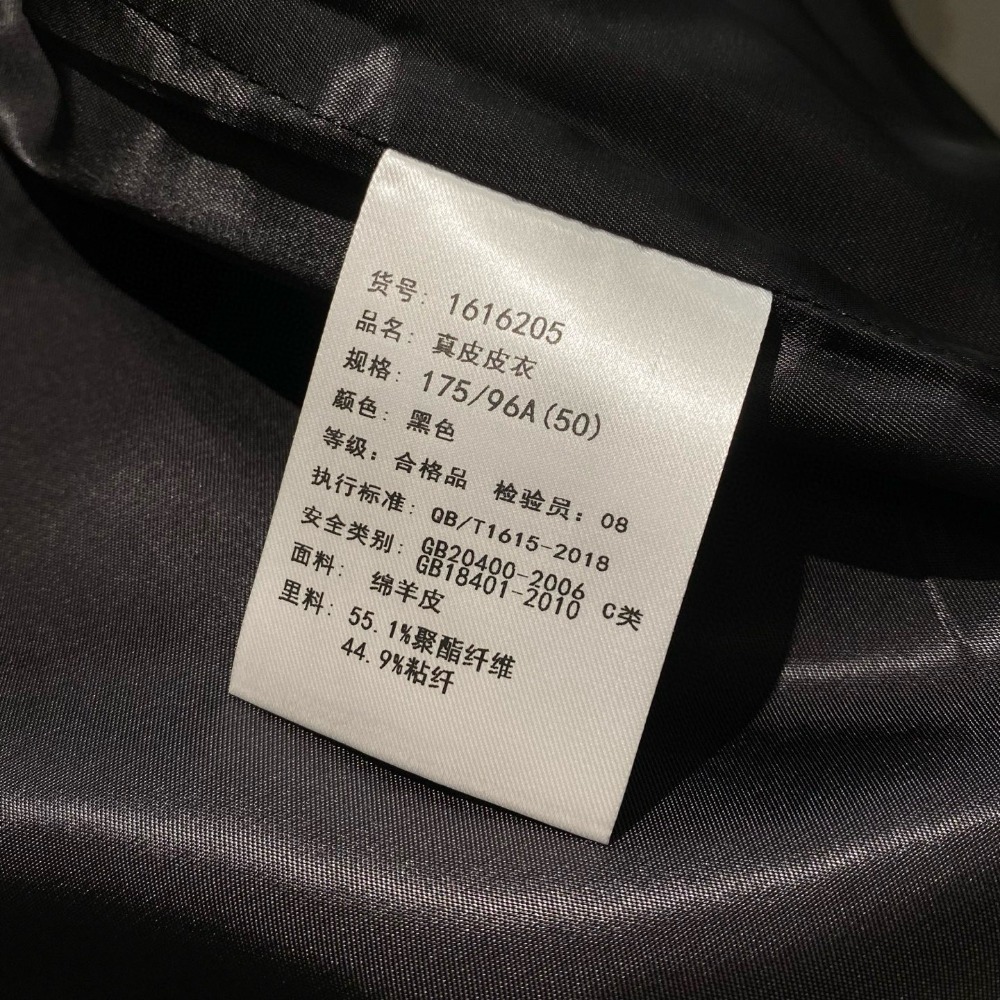 货号: 1616205
品名: 真皮皮衣
规格: 175/96A(50)
颜色: 黑色
等级: 合格品 检验员: 08
执行标准: QB/T1615-2018
安全类别: GB20400-2006
GB18401-2010 C类
面料: 绵羊皮
里料: 55.1%聚酯纤维
44.9%粘纤